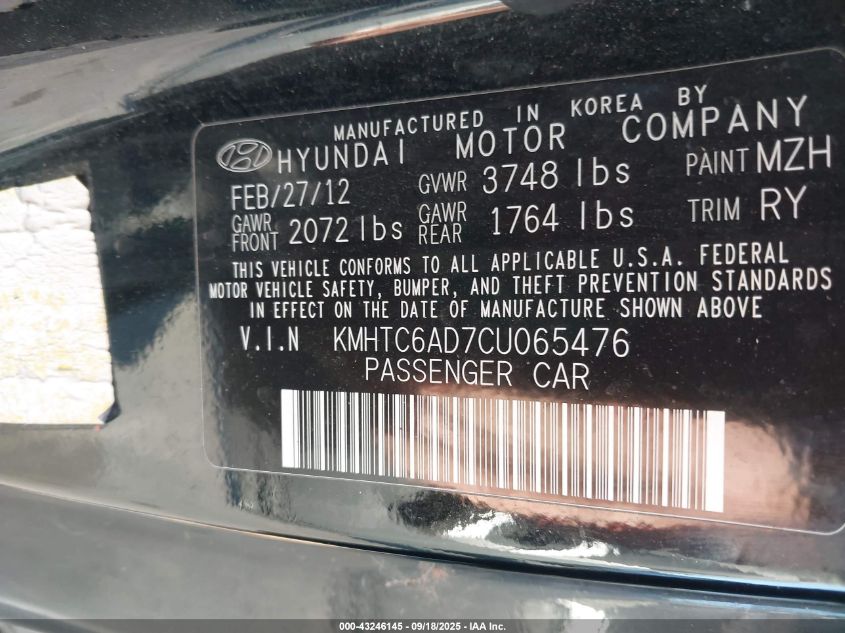 MANUFACTURED IN KOREA BY
HYUNDAI MOTOR COMPANY
FEB/27/12 GVWR 3748 lbs PAINT MZH
GAWR FRONT 2072 lbs GAWR REAR 1764 lbs TRIM RY
THIS VEHICLE CONFORMS TO ALL APPLICABLE U.S.A. FEDERAL
MOTOR VEHICLE SAFETY, BUMPER, AND THEFT PREVENTION STANDARDS
IN EFFECT ON THE DATE OF MANUFACTURE SHOWN ABOVE
V.I.N KMHTC6AD7CU065476
PASSENGER CAR
000-43246145 - 09/18/2025 - IAA Inc.